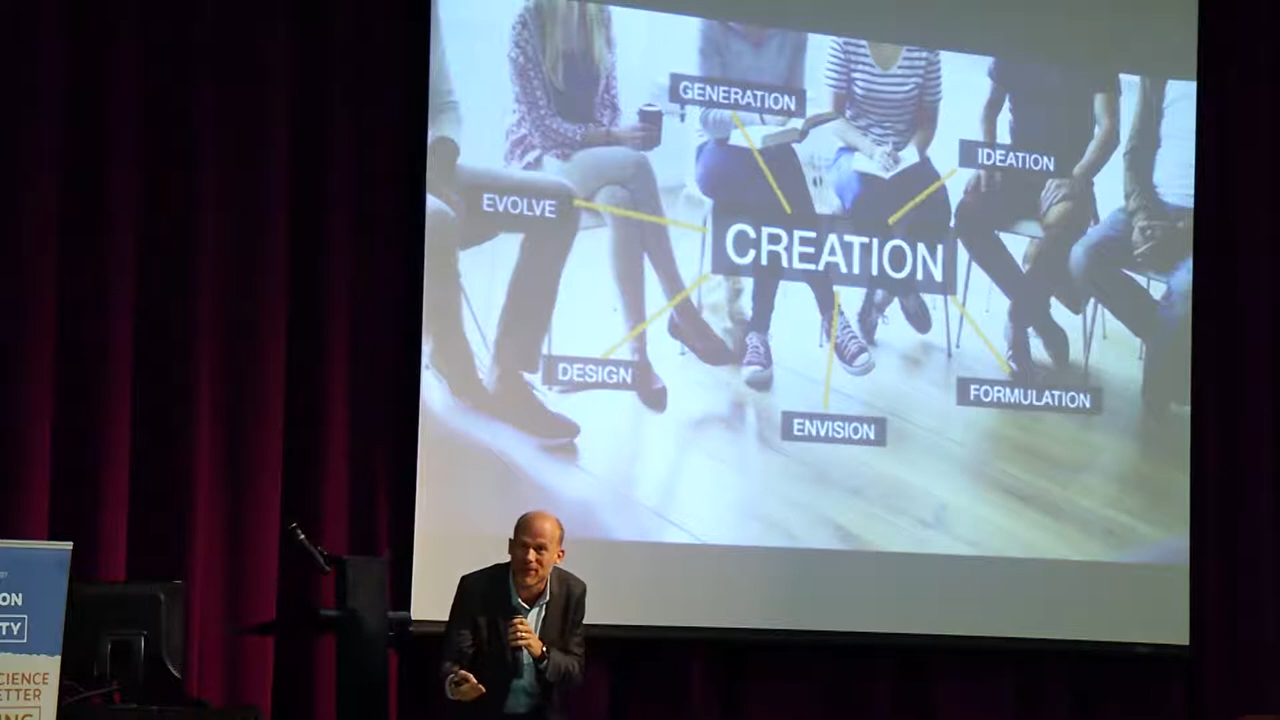 GENERATION
IDEATION
EVOLVE
CREATION
DESIGN
FORMULATION
ENVISION
ON
TY
CIENCE
ETTER